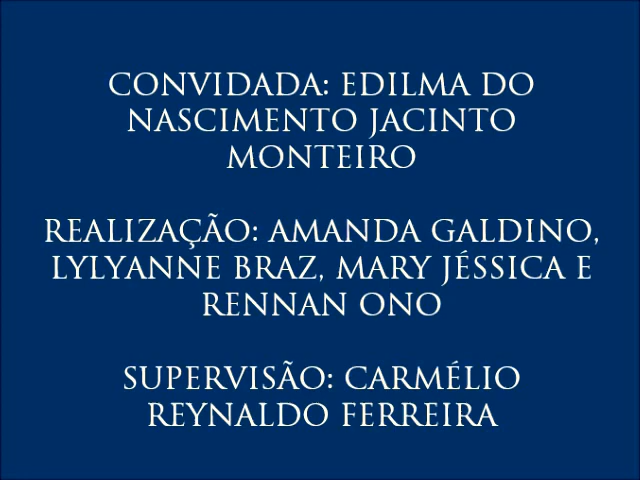 CONVIDADA: EDILMA DO
NASCIMENTO JACINTO
MONTEIRO
REALIZAÇÃO: AMANDA GALDINO,
LYLYANNE BRAZ, MARY JÉSSICA E
RENNAN ONO
SUPERVISÃO: CARMÉLIO
REYNALDO FERREIRA